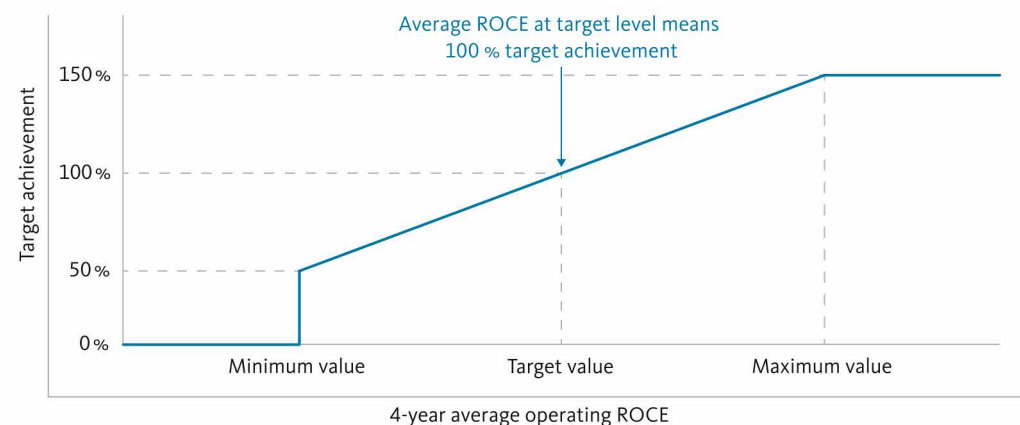 Average ROCE at target level means
100 % target achievement
Target achievement
150 %
100 %
50 %
0 %
Minimum value
Target value
Maximum value
4-year average operating ROCE